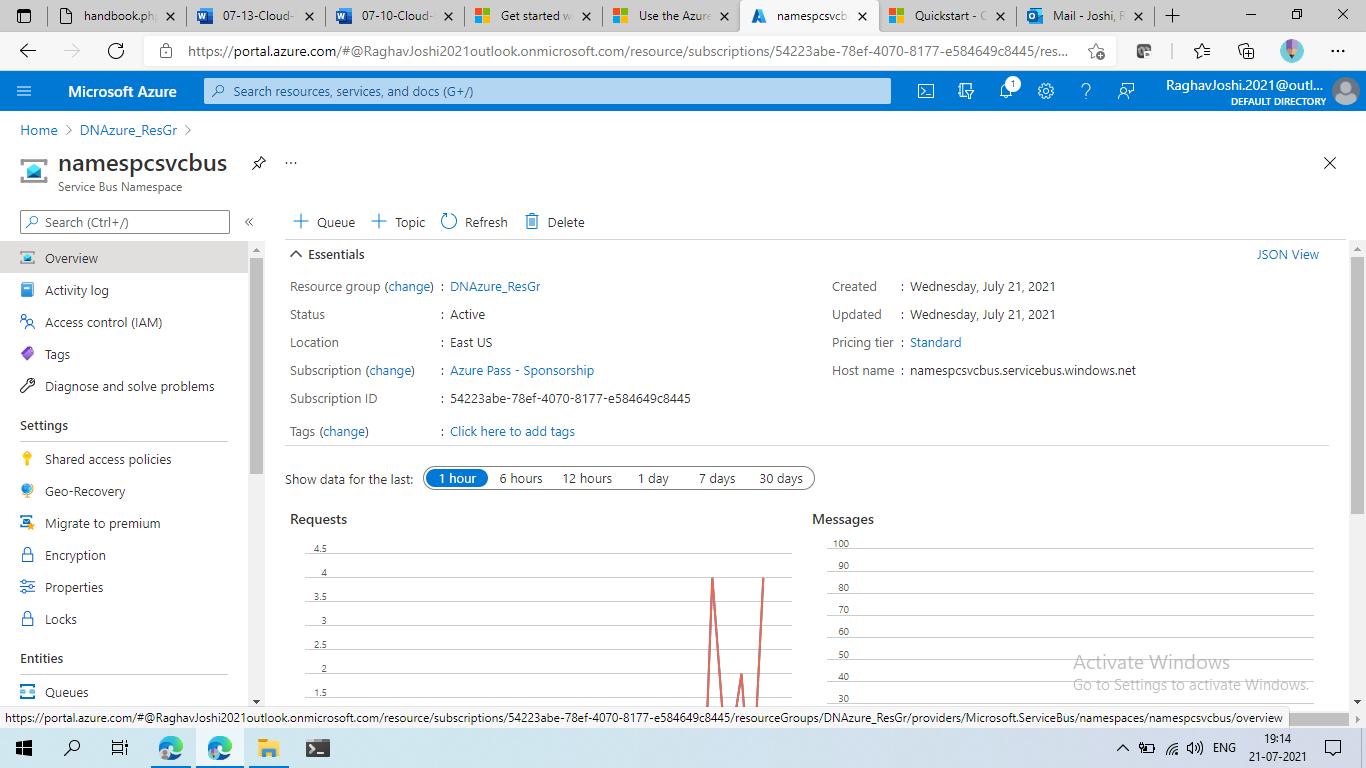 handbook.ph
07-13-Cloud-
07-10-Cloud-
Get started w
Use the Azure
namespcsvcb
Quickstart - C
Mail - Joshi, R
https://portal.azure.com/#@RaghavJoshi2021outlook.onmicrosoft.com/resource/subscriptions/54223abe-78ef-4070-8177-e584649c8445/res...
Microsoft Azure
Search resources, services, and docs (G+/)
1
RaghavJoshi.2021@outl...
DEFAULT DIRECTORY
Home > DNAzure_ResGr >
namespcsvcbus
Service Bus Namespace
Search (Ctrl+/)
Queue Topic Refresh Delete
Overview
Activity log
Access control (IAM)
Tags
Diagnose and solve problems
Settings
Shared access policies
Geo-Recovery
Migrate to premium
Encryption
Properties
Locks
Entities
Queues
Essentials
JSON View
Resource group (change) : DNAzure_ResGr
Status : Active
Location : East US
Subscription (change) : Azure Pass - Sponsorship
Subscription ID : 54223abe-78ef-4070-8177-e584649c8445
Tags (change) : Click here to add tags
Created : Wednesday, July 21, 2021
Updated : Wednesday, July 21, 2021
Pricing tier : Standard
Host name : namespcsvcbus.servicebus.windows.net
Show data for the last: 1 hour 6 hours 12 hours 1 day 7 days 30 days
Requests
4.5
4
3.5
3
2.5
2
1.5
Messages
100
90
80
70
60
50
40
30
Activate Windows
Go to Settings to activate Windows.
https://portal.azure.com/#@RaghavJoshi2021outlook.onmicrosoft.com/resource/subscriptions/54223abe-78ef-4070-8177-e584649c8445/resourceGroups/DNAzure_ResGr/providers/Microsoft.ServiceBus/namespaces/namespcsvcbus/overview
ENG
19:14
21-07-2021